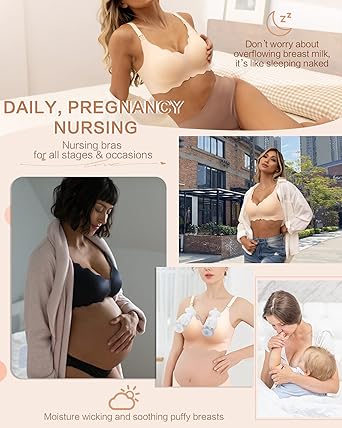 zz
Don't worry about
overflowing breast milk,
it's like sleeping naked
DAILY, PREGNANCY
NURSING
Nursing bras
for all stages & occasions
Moisture wicking and soothing puffy breasts